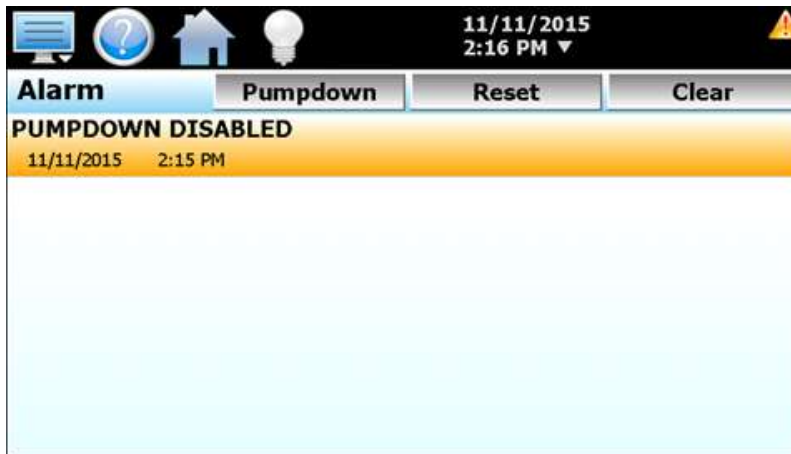 11/11/2015
2:16 PM ▼
Alarm Pumpdown Reset Clear
PUMPDOWN DISABLED
11/11/2015 2:15 PM